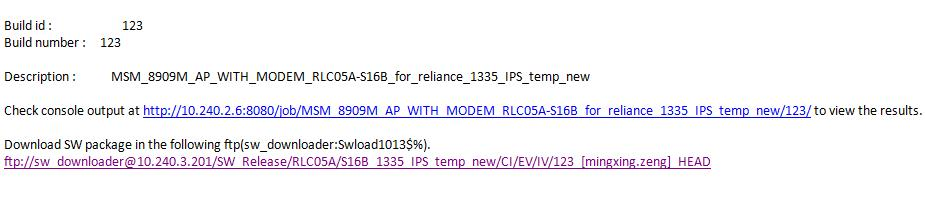 Build id : 123
Build number : 123
Description : MSM_8909M_AP_WITH_MODEM_RLC05A-S16B_for_reliance_1335_IPS_temp_new
Check console output at http://10.240.2.6:8080/job/MSM_8909M_AP_WITH_MODEM_RLC05A-S16B_for_reliance_1335_IPS_temp_new/123/ to view the results.
Download SW package in the following ftp(sw_downloader:Swload1013$%).
ftp://sw_downloader@10.240.3.201/SW_Release/RLC05A/S16B_1335_IPS_temp_new/CI/EV/IV/123_[mingxing.zeng]_HEAD